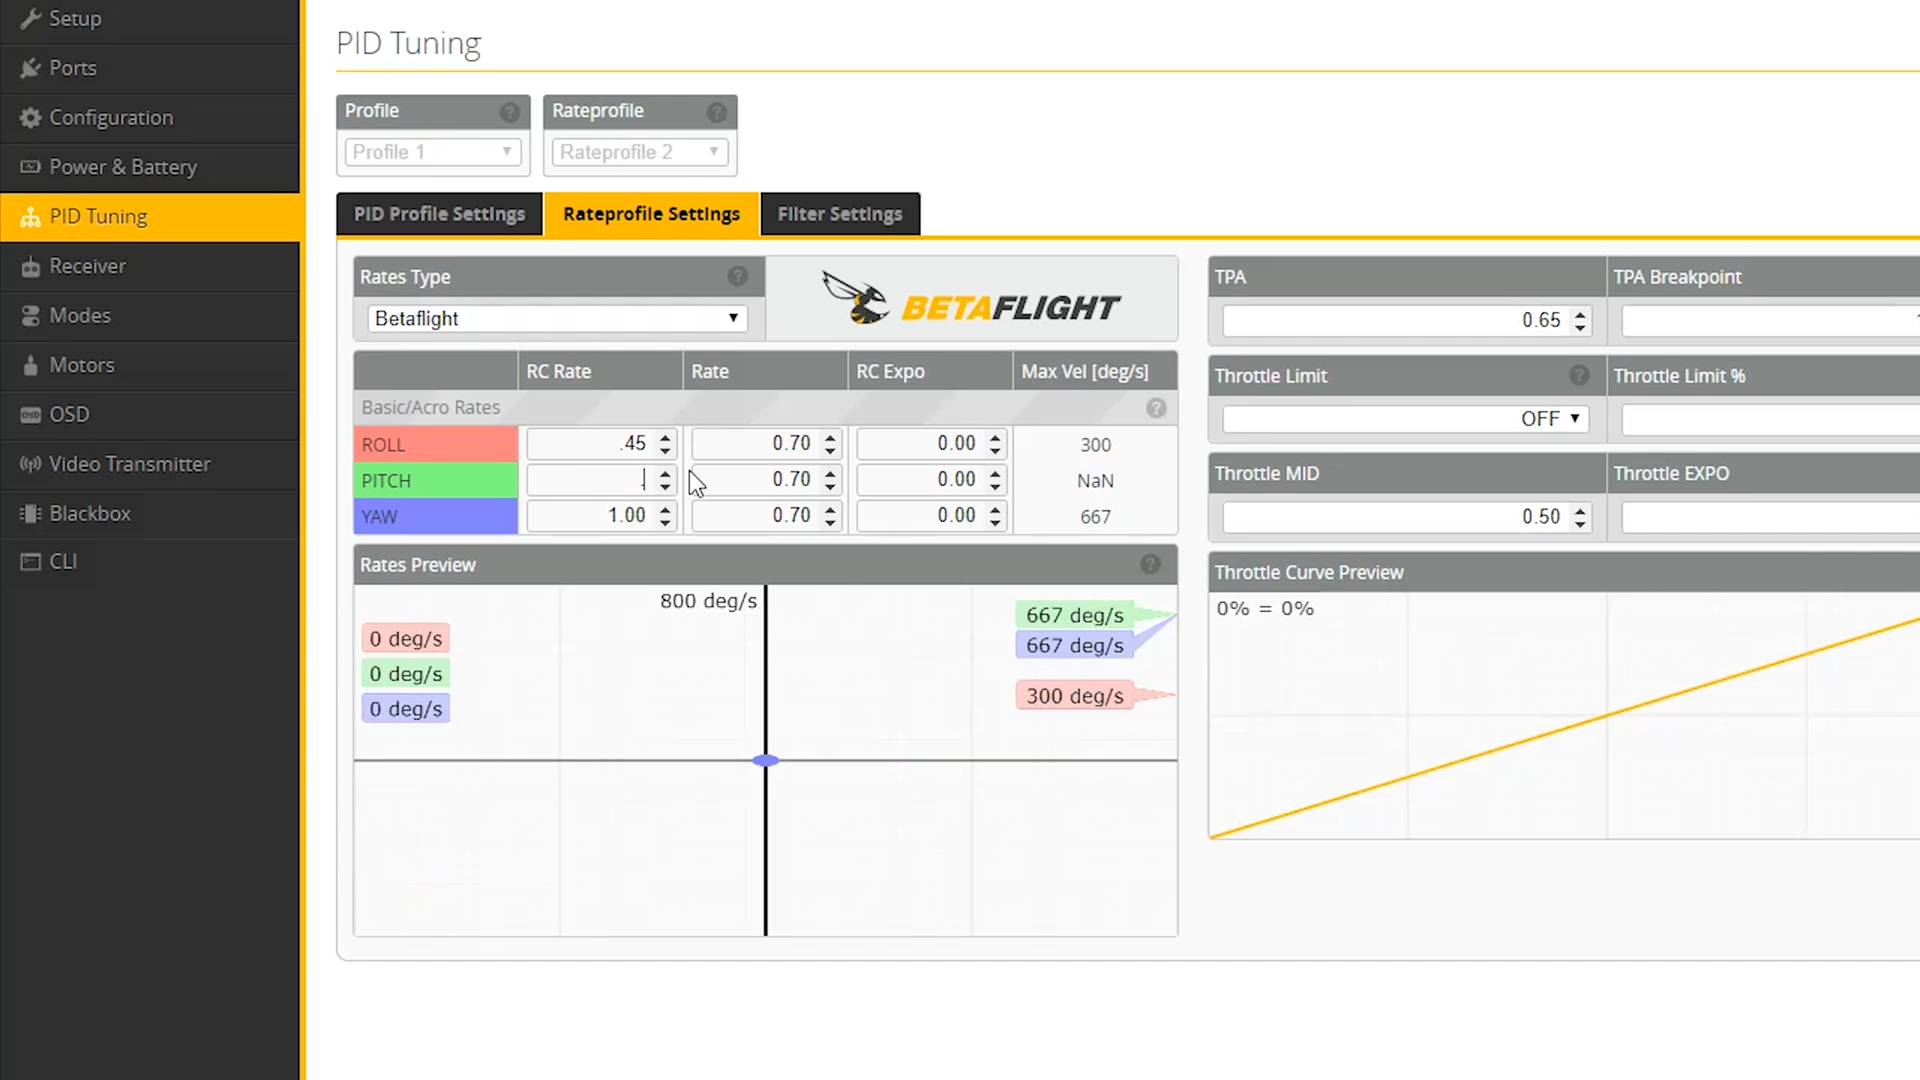 Setup
Ports
Configuration
Power & Battery
PID Tuning
Receiver
Modes
Motors
OSD
Video Transmitter
Blackbox
CLI
PID Tuning
Profile ? Rateprofile ?
Profile 1 Rateprofile 2
PID Profile Settings Rateprofile Settings Filter Settings
Rates Type ?
Betaflight
BETAFLIGHT
RC Rate Rate RC Expo Max Vel [deg/s]
Basic/Acro Rates ?
ROLL .45 0.70 0.00 300
PITCH . 0.70 0.00 NaN
YAW 1.00 0.70 0.00 667
Rates Preview ?
800 deg/s
0 deg/s
0 deg/s
0 deg/s
667 deg/s
667 deg/s
300 deg/s
TPA TPA Breakpoint
0.65
Throttle Limit ? Throttle Limit %
OFF
Throttle MID Throttle EXPO
0.50
Throttle Curve Preview
0% = 0%